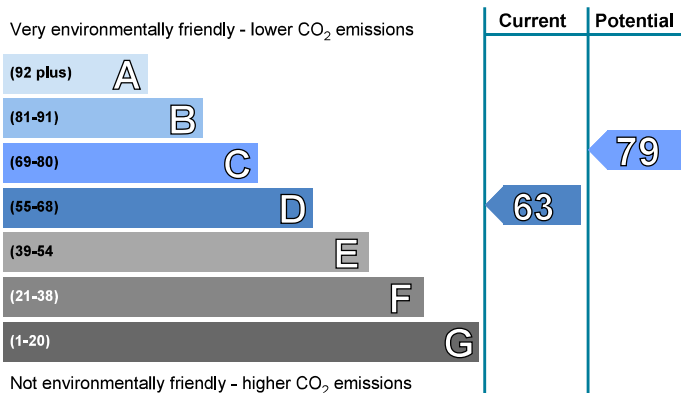 Current Potential
Very environmentally friendly - lower CO2 emissions
(92 plus) A
(81-91) B
(69-80) C
79
(55-68) D
63
(39-54 E
(21-38) F
(1-20) G
Not environmentally friendly - higher CO2 emissions